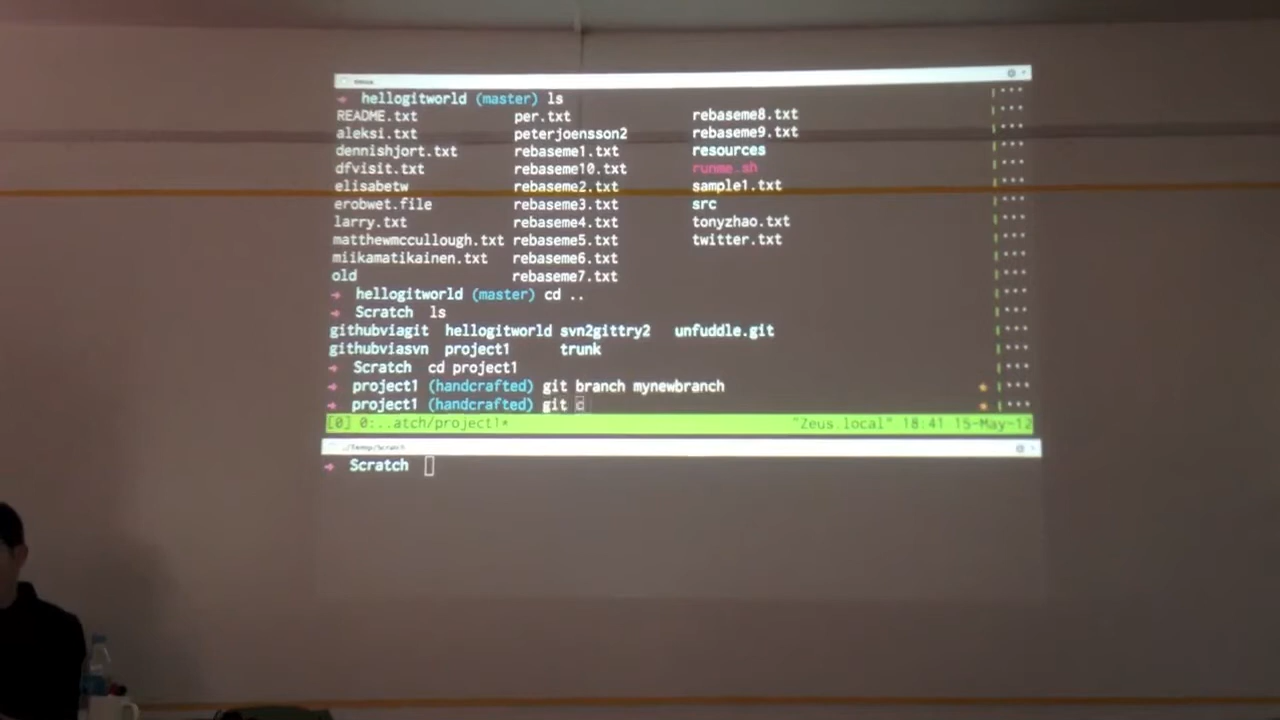 ➜ hellogitworld (master) ls
README.txt per.txt rebaseme8.txt
aleksi.txt peterjoensson2 rebaseme9.txt
dennishjort.txt rebaseme1.txt resources
dfvisit.txt rebaseme10.txt runme.sh
elisabetw rebaseme2.txt sample1.txt
erobwet.file rebaseme3.txt src
larry.txt rebaseme4.txt tonyzhao.txt
matthewmccullough.txt rebaseme5.txt twitter.txt
miikamatikainen.txt rebaseme6.txt
old rebaseme7.txt
➜ hellogitworld (master) cd ..
➜ Scratch ls
githubviagit hellogitworld svn2gittry2 unfuddle.git
githubviasvn project1 trunk
➜ Scratch cd project1
➜ project1 (handcrafted) git branch mynewbranch
➜ project1 (handcrafted) git c
[0] 0:..atch/project1* "Zeus.local" 18:41 15-May-12
➜ Scratch